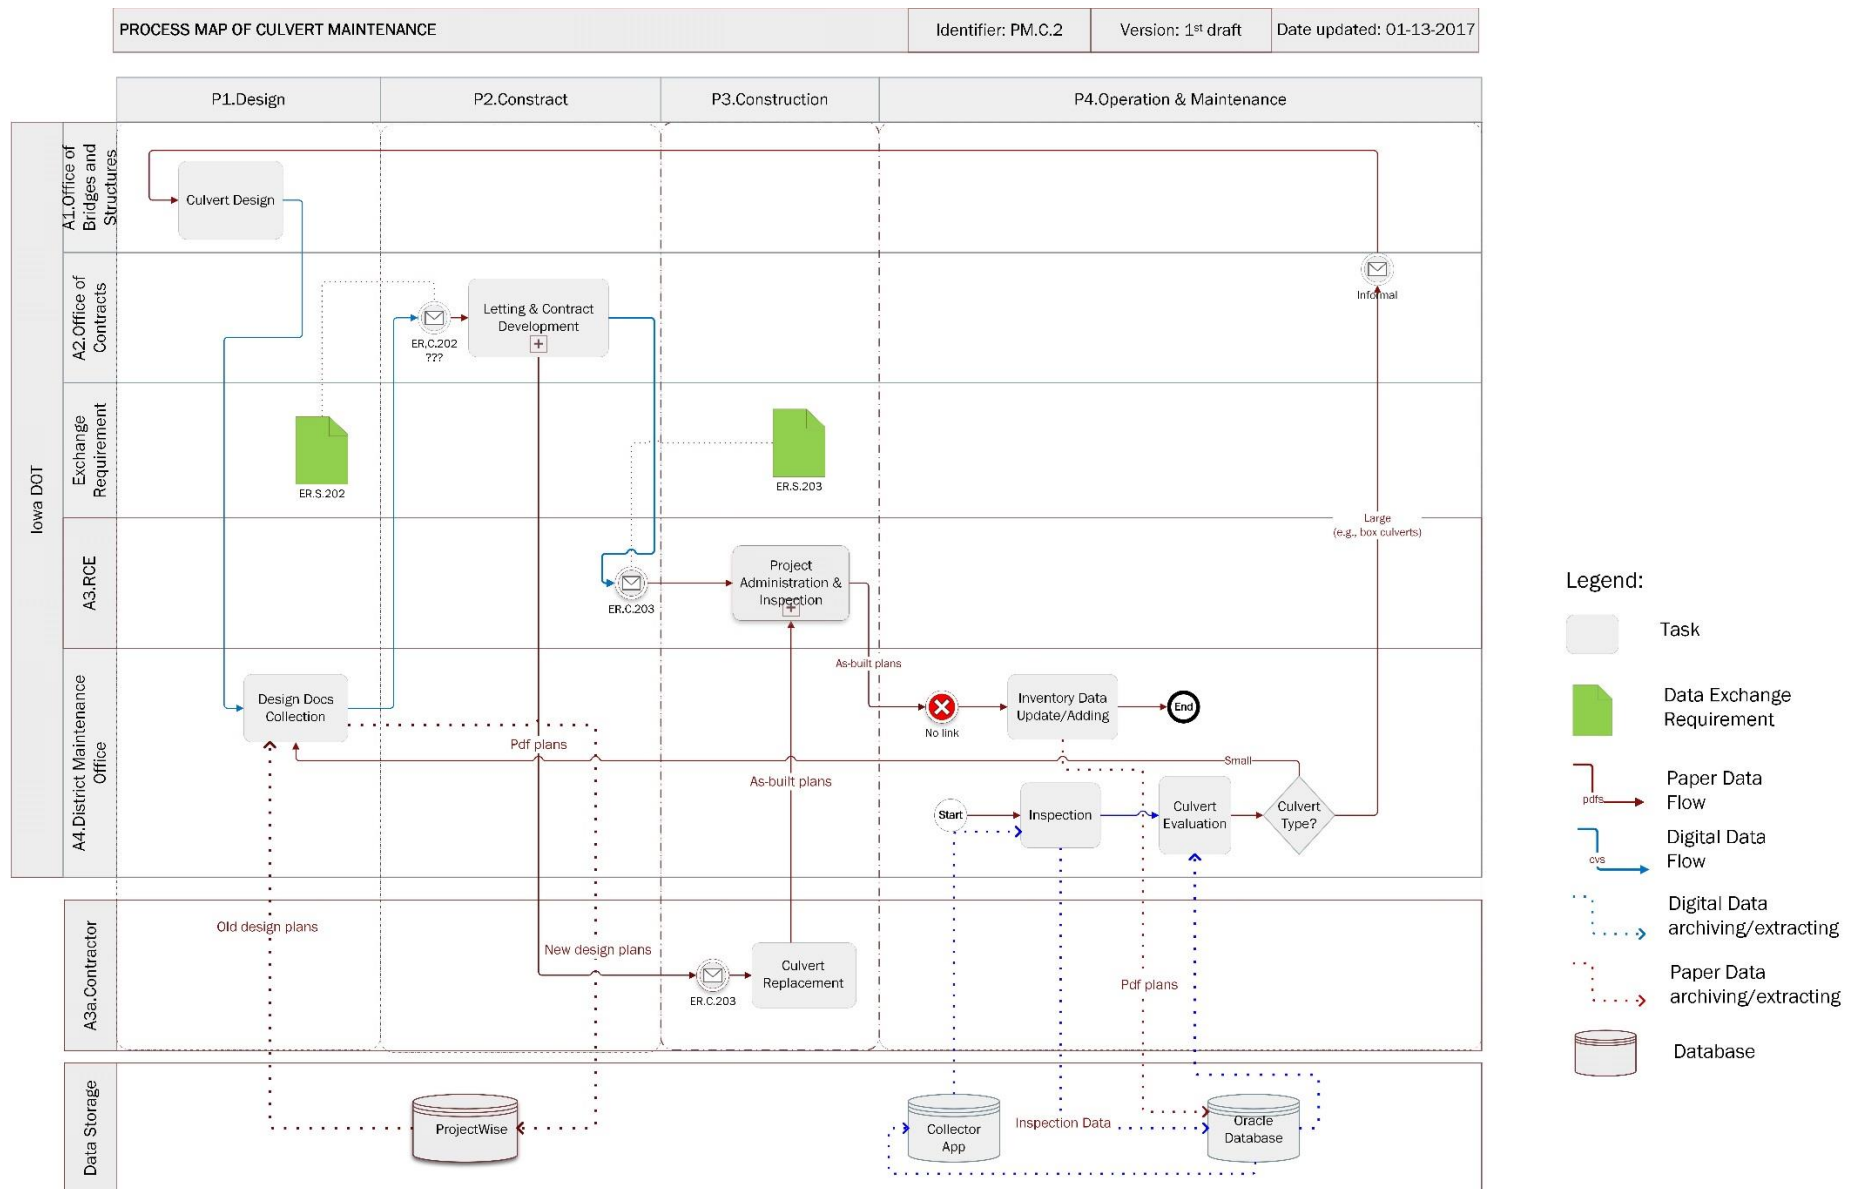 PROCESS MAP OF CULVERT MAINTENANCE
Identifier: PM.C.2
Version: 1st draft
Date updated: 01-13-2017
P1.Design
P2.Constract
P3.Construction
P4.Operation & Maintenance
Iowa DOT
A1.Office of
Bridges and
Structures
Culvert Design
A2.Office of
Contracts
ER,C.202
???
Letting & Contract
Development
+
Informal
Exchange
Requirement
ER.S.202
ER.S.203
Large
(e.g., box culverts)
A3.RCE
ER.C.203
Project
Administration &
Inspection
+
As-built plans
A4.District Maintenance
Office
Design Docs
Collection
Pdf plans
As-built plans
No link
Inventory Data
Update/Adding
End
Small
Start
Inspection
Culvert
Evaluation
Culvert
Type?
A3a.Contractor
Old design plans
New design plans
ER.C.203
Culvert
Replacement
Pdf plans
Data Storage
ProjectWise
Collector
App
Inspection Data
Oracle
Database
Legend:
Task
Data Exchange
Requirement
pdfs
Paper Data
Flow
cvs
Digital Data
Flow
Digital Data
archiving/extracting
Paper Data
archiving/extracting
Database